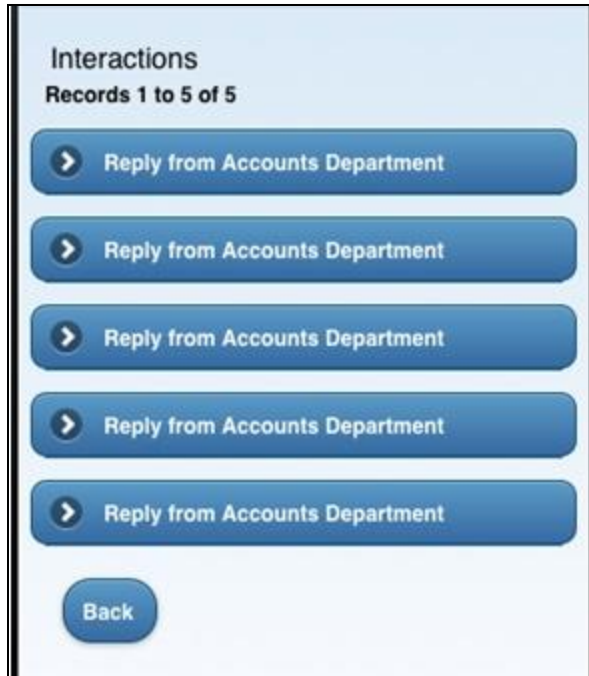 Interactions
Records 1 to 5 of 5
Reply from Accounts Department
Reply from Accounts Department
Reply from Accounts Department
Reply from Accounts Department
Reply from Accounts Department
Back